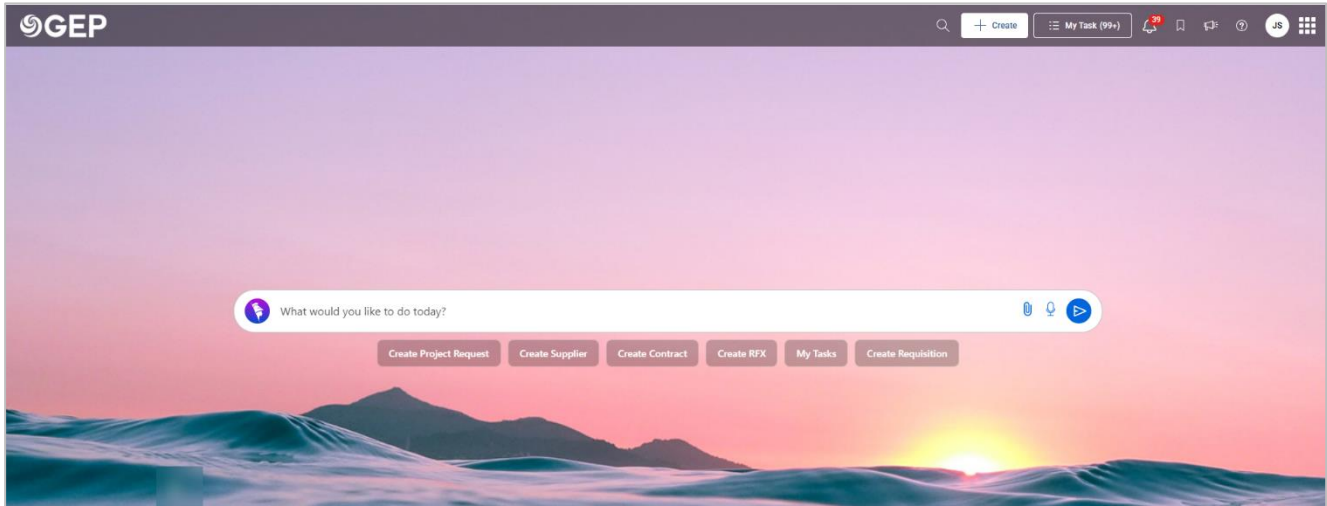 GEP
+ Create
My Task (99+)
39
JS
What would you like to do today?
Create Project Request
Create Supplier
Create Contract
Create RFX
My Tasks
Create Requisition